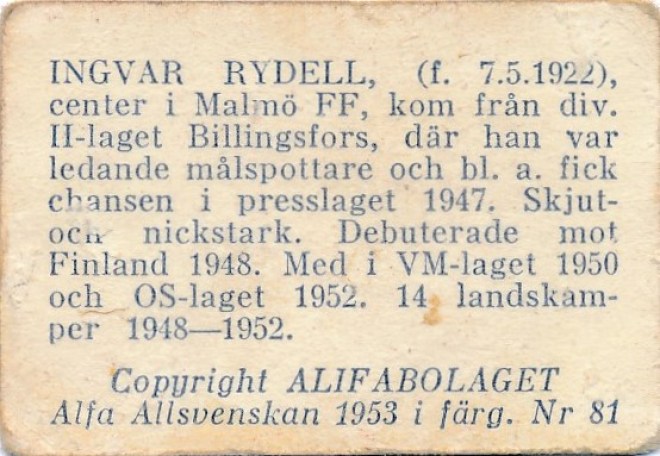 INGVAR RYDELL, (f. 7.5.1922),
center i Malmö FF, kom från div.
II-laget Billingsfors, där han var
ledande målspottare och bl. a. fick
chansen i presslaget 1947. Skjut-
och nickstark. Debuterade mot
Finland 1948. Med i VM-laget 1950
och OS-laget 1952. 14 landskam-
per 1948—1952.
Copyright ALIFABOLAGET
Alfa Allsvenskan 1953 i färg. Nr 81